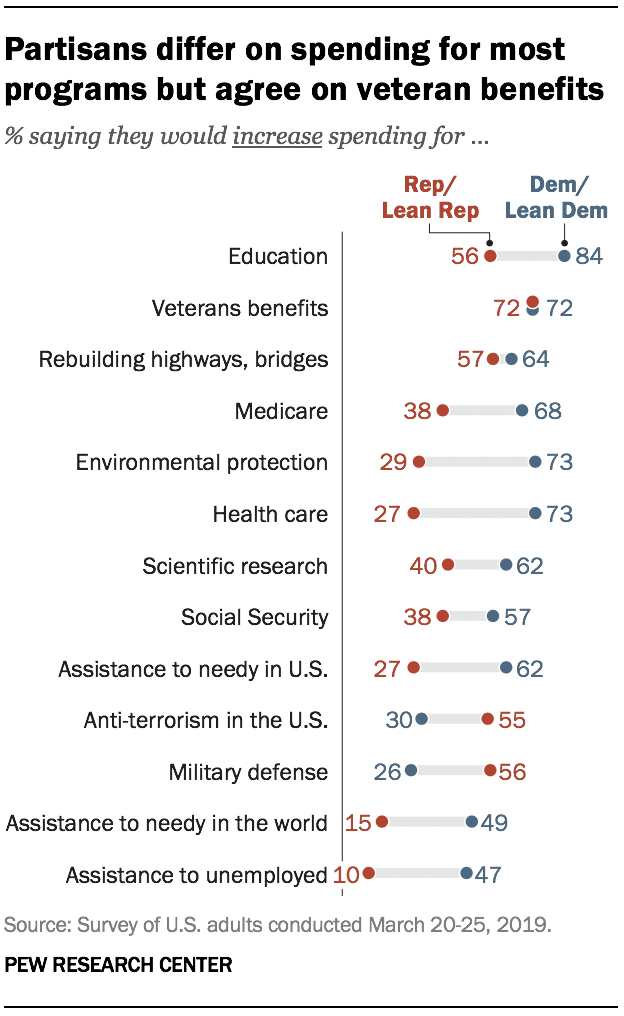 Partisans differ on spending for most
programs but agree on veteran benefits
% saying they would increase spending for ...
Rep/ Dem/
Lean Rep Lean Dem
Education 56 84
Veterans benefits 72 72
Rebuilding highways, bridges 57 64
Medicare 38 68
Environmental protection 29 73
Health care 27 73
Scientific research 40 62
Social Security 38 57
Assistance to needy in U.S. 27 62
Anti-terrorism in the U.S. 30 55
Military defense 26 56
Assistance to needy in the world 15 49
Assistance to unemployed 10 47
Source: Survey of U.S. adults conducted March 20-25, 2019.
PEW RESEARCH CENTER